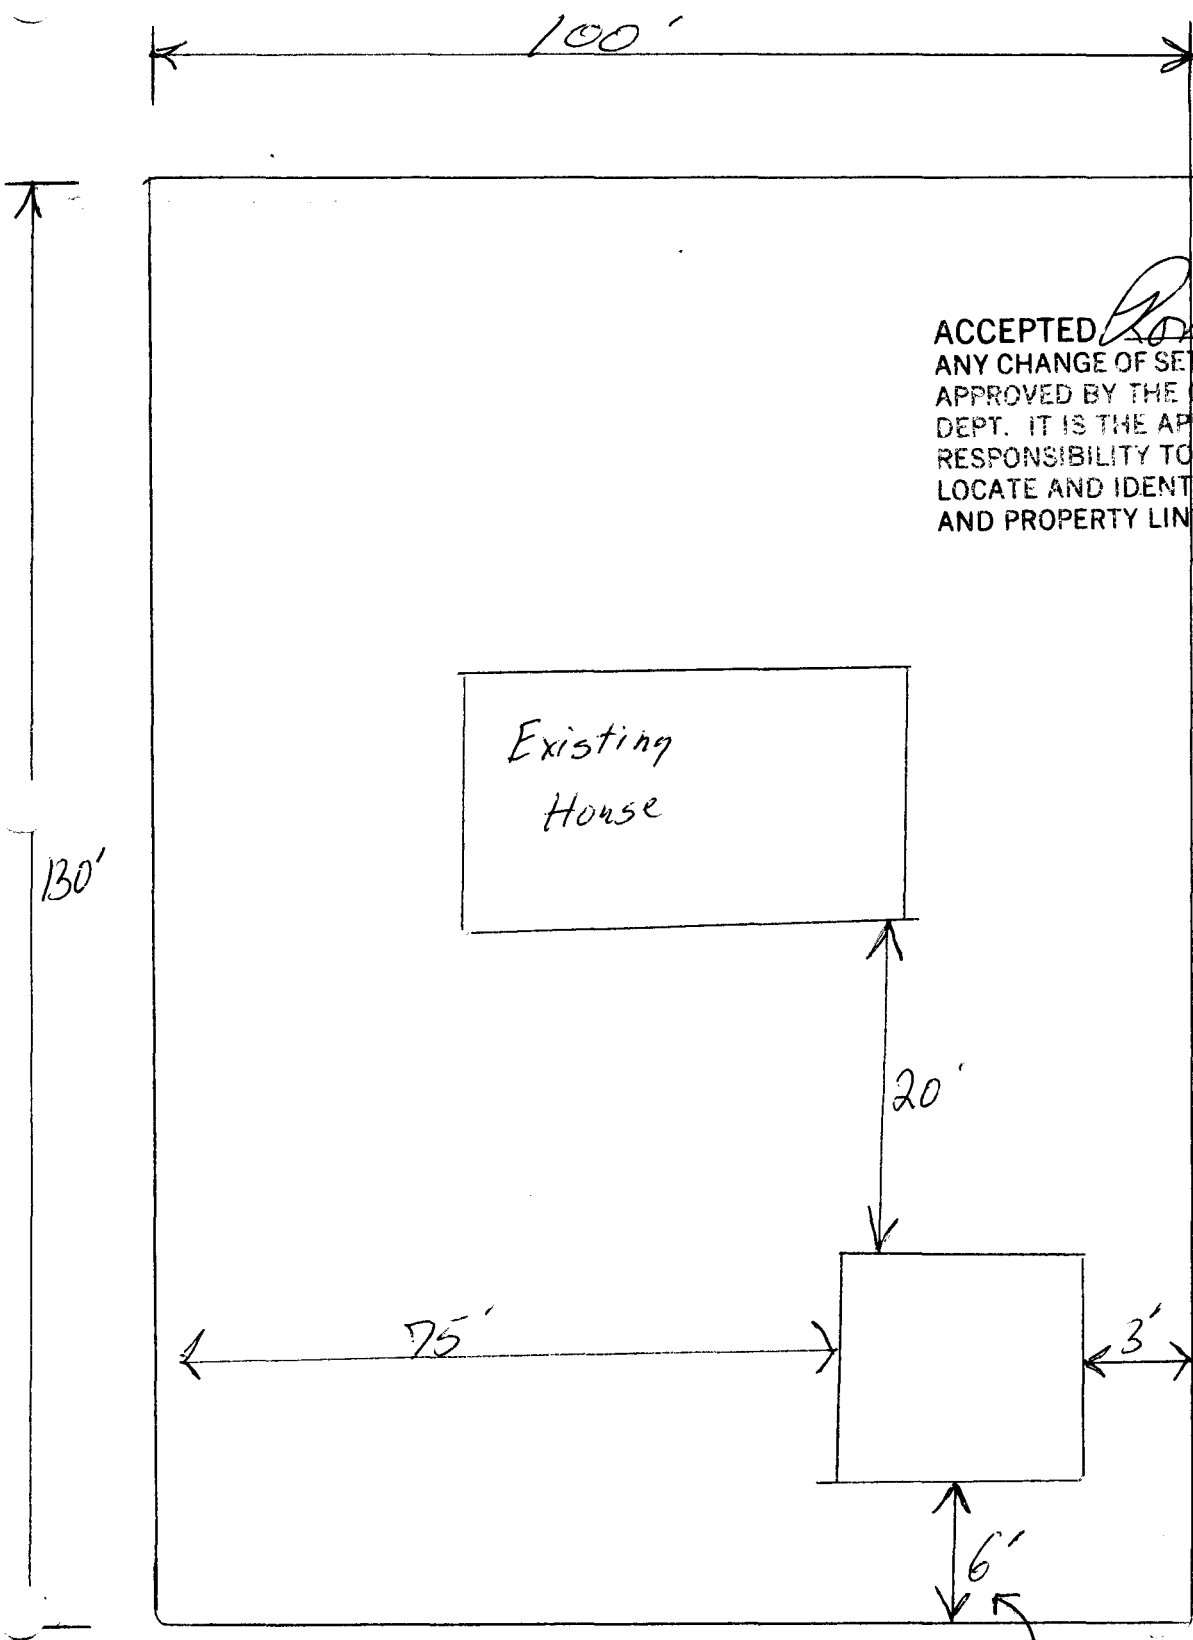 100'
ACCEPTED
ANY CHANGE OF SET
APPROVED BY THE
DEPT. IT IS THE AP
RESPONSIBILITY TO
LOCATE AND IDENT
AND PROPERTY LIN
Existing
House
130'
20'
75'
3'
6'